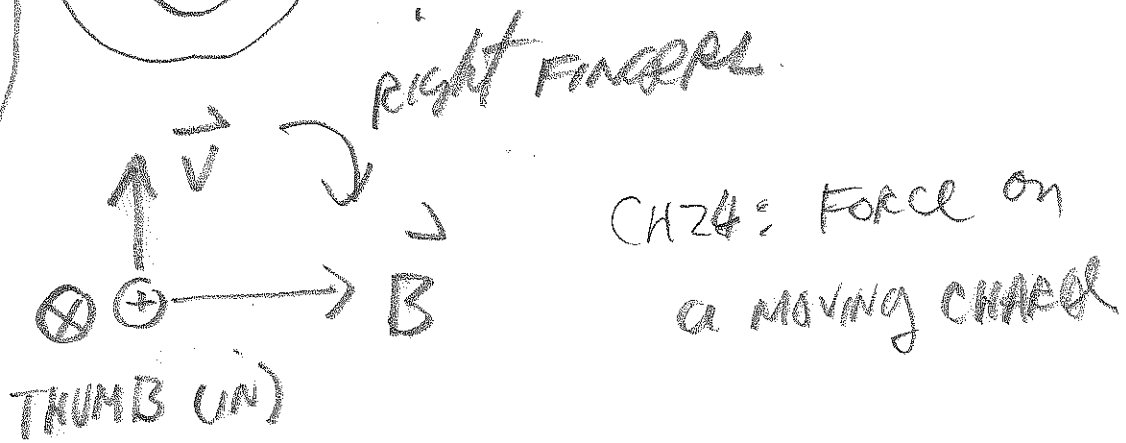 Right Fingers
V
B
CH24: Force on
a moving charge
+
THUMB (IN)